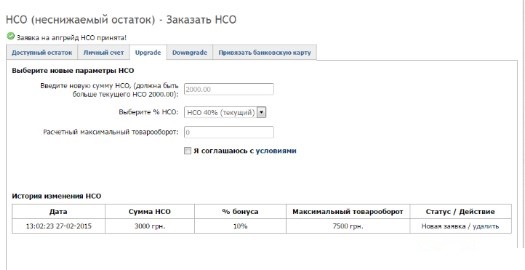 НСО (неснижаемый остаток) - Заказать НСО
Заявка на апгрейд НСО принята!
Доступный остаток Личный счет Upgrade Downgrade Привязать банковскую карту
Выберите новые параметры НСО
Введите новую сумму НСО, (должна быть
больше текущего НСО 2000.00): 2000.00
Выберите % НСО: НСО 40% (текущий)
Расчетный максимальный товарооборот: 0
Я соглашаюсь с условиями
История изменения НСО
Дата Сумма НСО % бонуса Максимальный товарооборот Статус / Действие
13:02:23 27-02-2015 3000 грн. 10% 7500 грн. Новая заявка / удалить